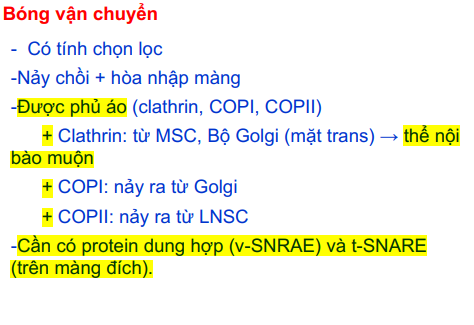 Bóng vận chuyển
- Có tính chọn lọc
-Nảy chồi + hòa nhập màng
-Được phủ áo (clathrin, COPI, COPII)
+ Clathrin: từ MSC, Bộ Golgi (mặt trans) → thể nội
bào muộn
+ COPI: nảy ra từ Golgi
+ COPII: nảy ra từ LNSC
-Cần có protein dung hợp (v-SNRAE) và t-SNARE
(trên màng đích).